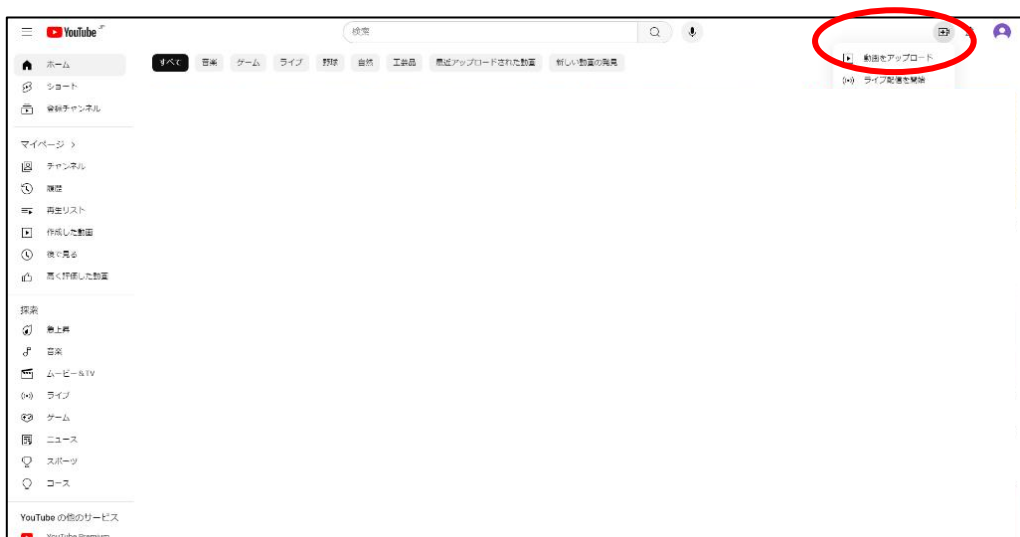 YouTube JP
検索
すべて 音楽 ゲーム ライブ 野球 自然 工芸品 最近アップロードされた動画 新しい動画の発見
動画をアップロード
ライブ配信を開始
ホーム
ショート
登録チャンネル
マイページ >
チャンネル
履歴
再生リスト
作成した動画
後で見る
高く評価した動画
探索
急上昇
音楽
ムービー&TV
ライブ
ゲーム
ニュース
スポーツ
コース
YouTube の他のサービス
YouTube Premium